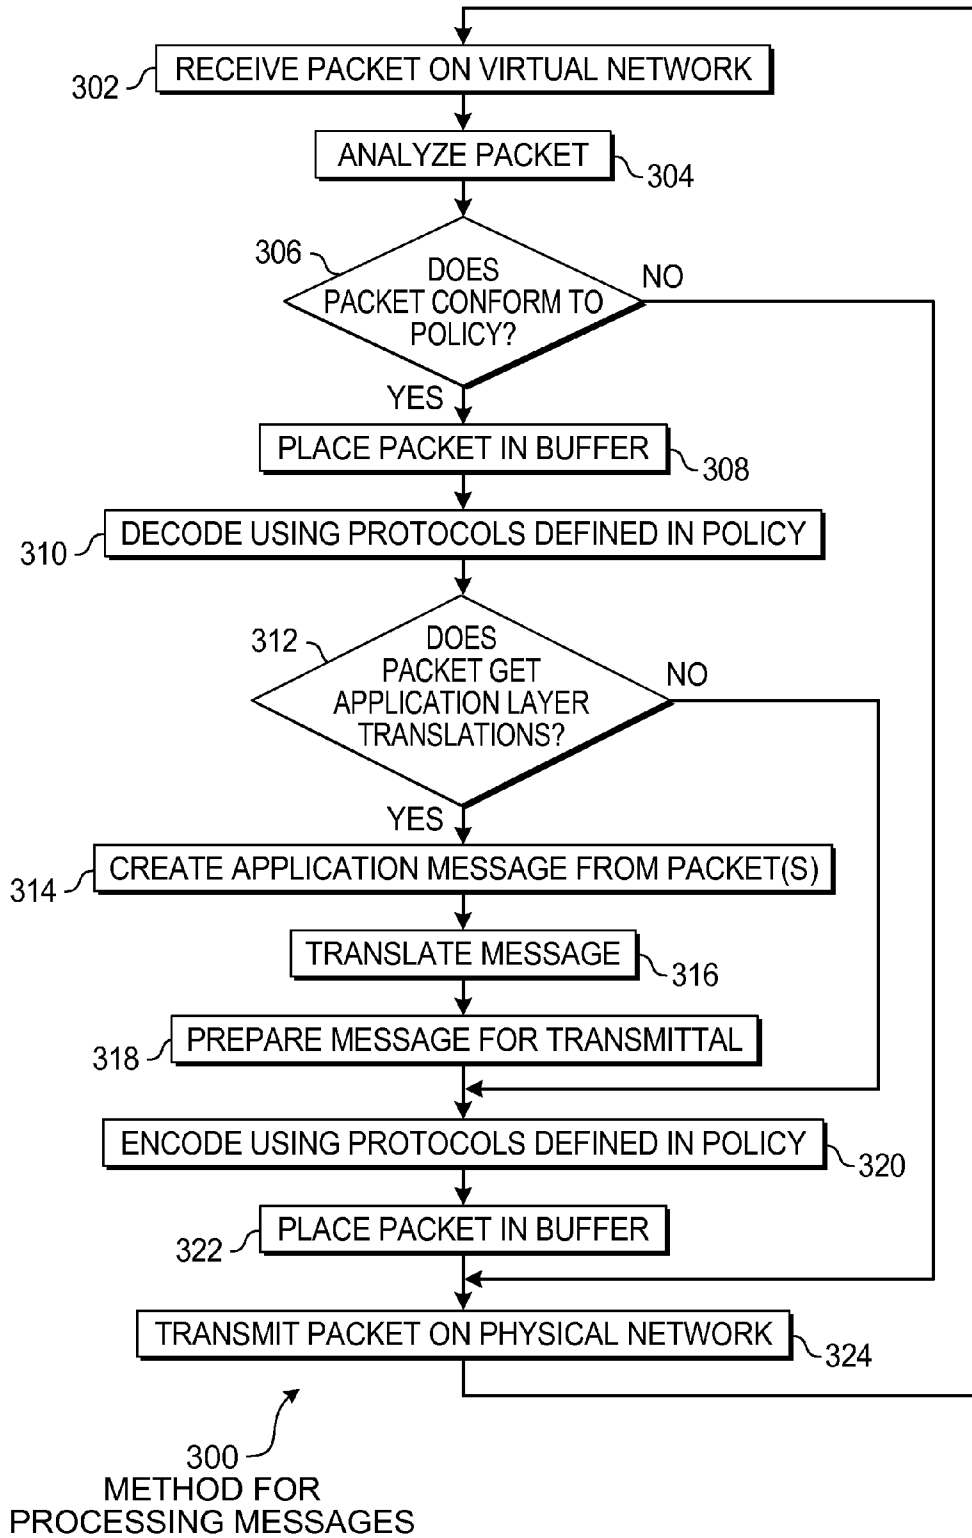 RECEIVE PACKET ON VIRTUAL NETWORK
302
ANALYZE PACKET
304
306
DOES
PACKET CONFORM TO
POLICY?
NO
YES
PLACE PACKET IN BUFFER
308
DECODE USING PROTOCOLS DEFINED IN POLICY
310
312
DOES
PACKET GET
APPLICATION LAYER
TRANSLATIONS?
NO
YES
CREATE APPLICATION MESSAGE FROM PACKET(S)
314
TRANSLATE MESSAGE
316
PREPARE MESSAGE FOR TRANSMITTAL
318
ENCODE USING PROTOCOLS DEFINED IN POLICY
320
PLACE PACKET IN BUFFER
322
TRANSMIT PACKET ON PHYSICAL NETWORK
324
300
METHOD FOR
PROCESSING MESSAGES